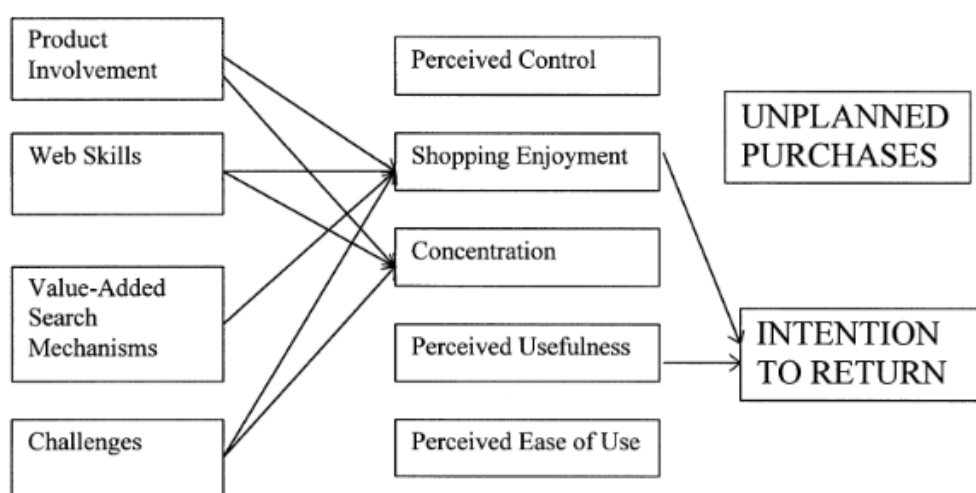 Product
Involvement
Web Skills
Value-Added
Search
Mechanisms
Challenges
Perceived Control
Shopping Enjoyment
Concentration
Perceived Usefulness
Perceived Ease of Use
UNPLANNED
PURCHASES
INTENTION
TO RETURN